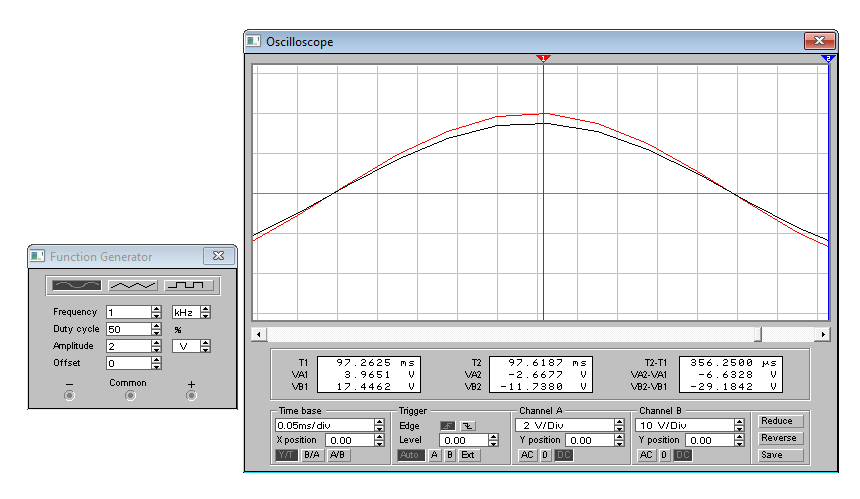 Oscilloscope
1
2
Function Generator
Frequency 1 kHz
Duty cycle 50 %
Amplitude 2 V
Offset 0
− Common +
T1 97.2625 ms T2 97.6187 ms T2-T1 356.2500 µs
VA1 3.9651 V VA2 -2.6677 V VA2-VA1 -6.6328 V
VB1 17.4462 V VB2 -11.7380 V VB2-VB1 -29.1842 V
Time base Trigger Channel A Channel B
0.05ms/div Edge 2 V/Div 10 V/Div Reduce
X position 0.00 Level 0.00 Y position 0.00 Y position 0.00 Reverse
Y/T B/A A/B Auto A B Ext AC 0 DC AC 0 DC Save